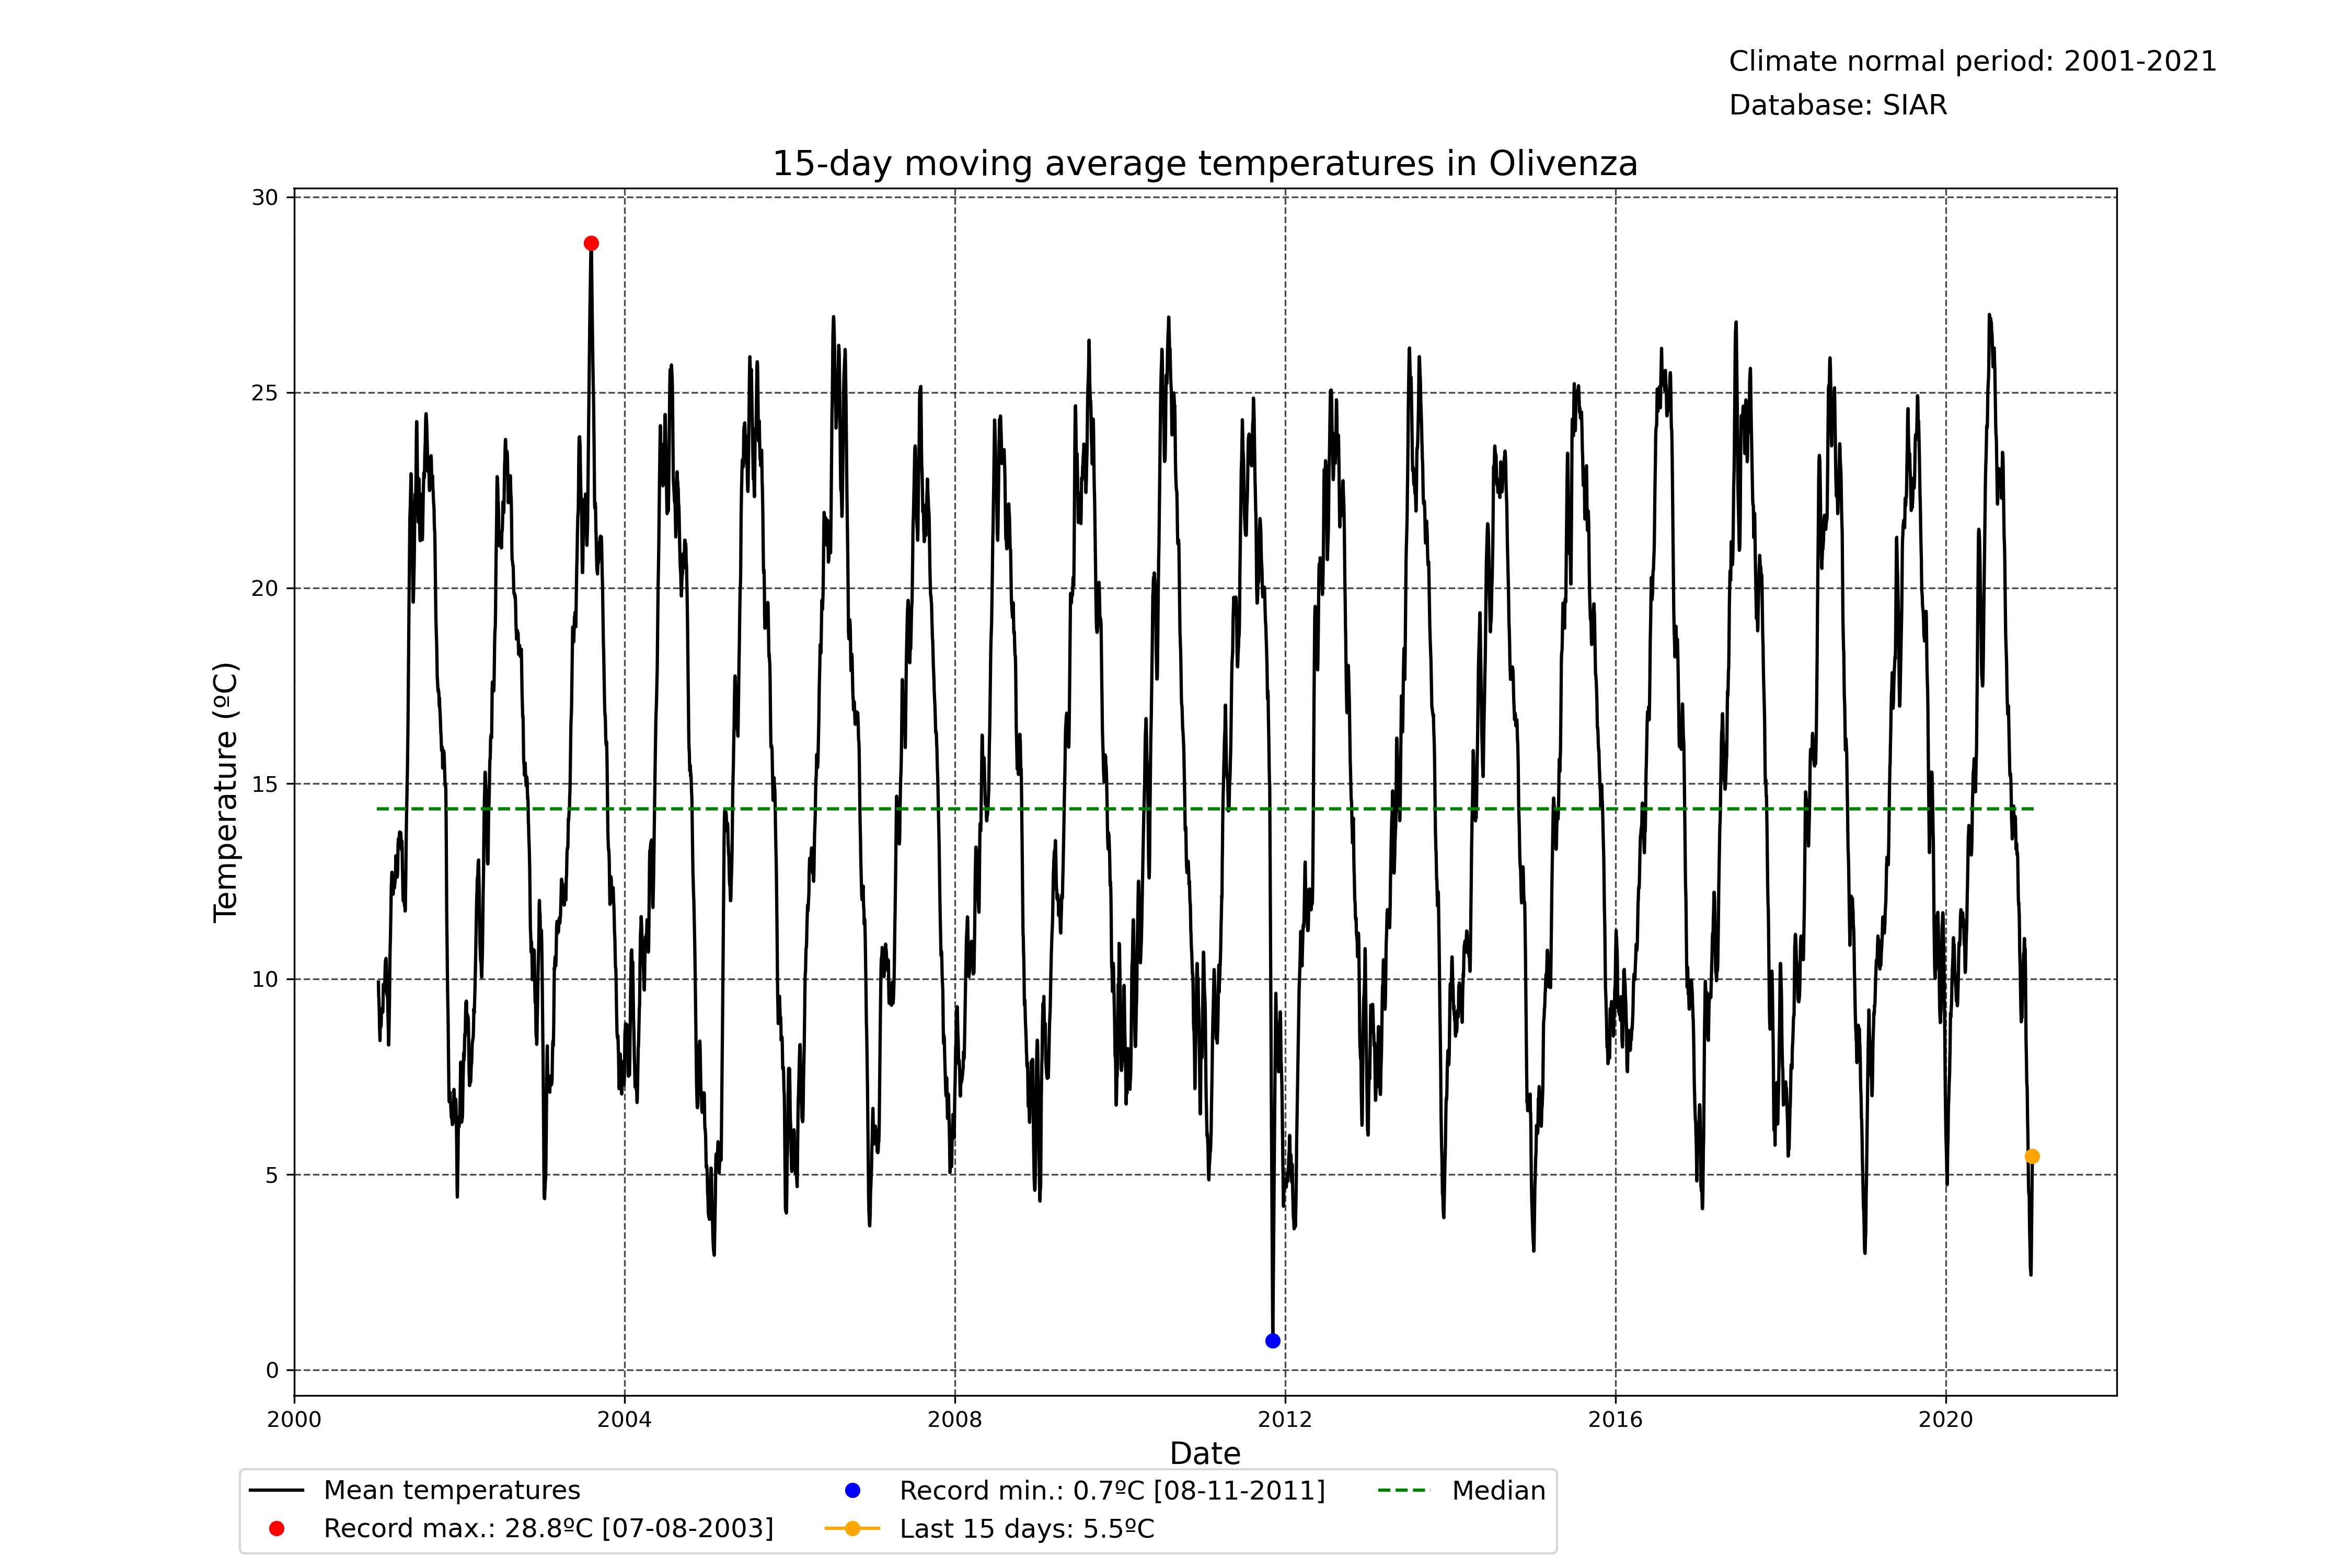 Climate normal period: 2001-2021
Database: SIAR
15-day moving average temperatures in Olivenza
30
25
20
15
10
5
0
Temperature (ºC)
2000 2004 2008 2012 2016 2020
Date
Mean temperatures
Record max.: 28.8ºC [07-08-2003]
Record min.: 0.7ºC [08-11-2011]
Last 15 days: 5.5ºC
Median